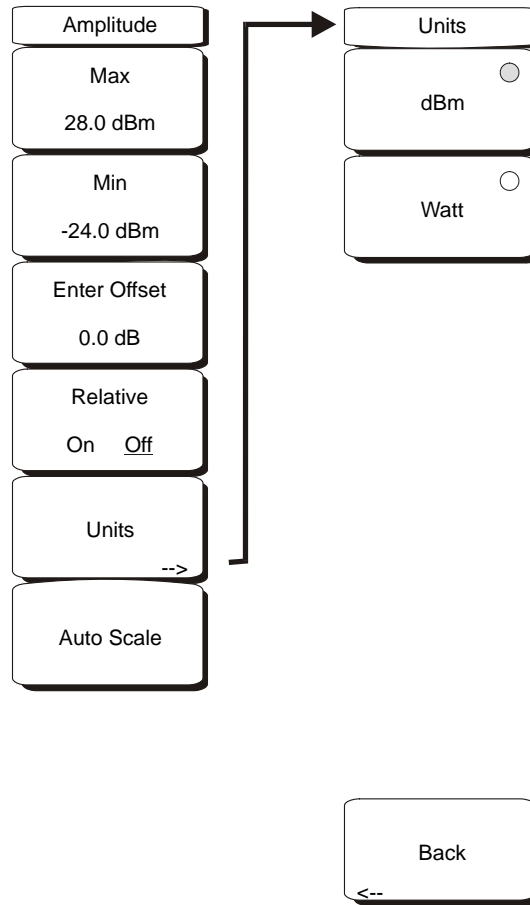 Amplitude
Max
28.0 dBm
Min
-24.0 dBm
Enter Offset
0.0 dB
Relative
On Off
Units
-->
Auto Scale
Units
dBm
Watt
Back
<--